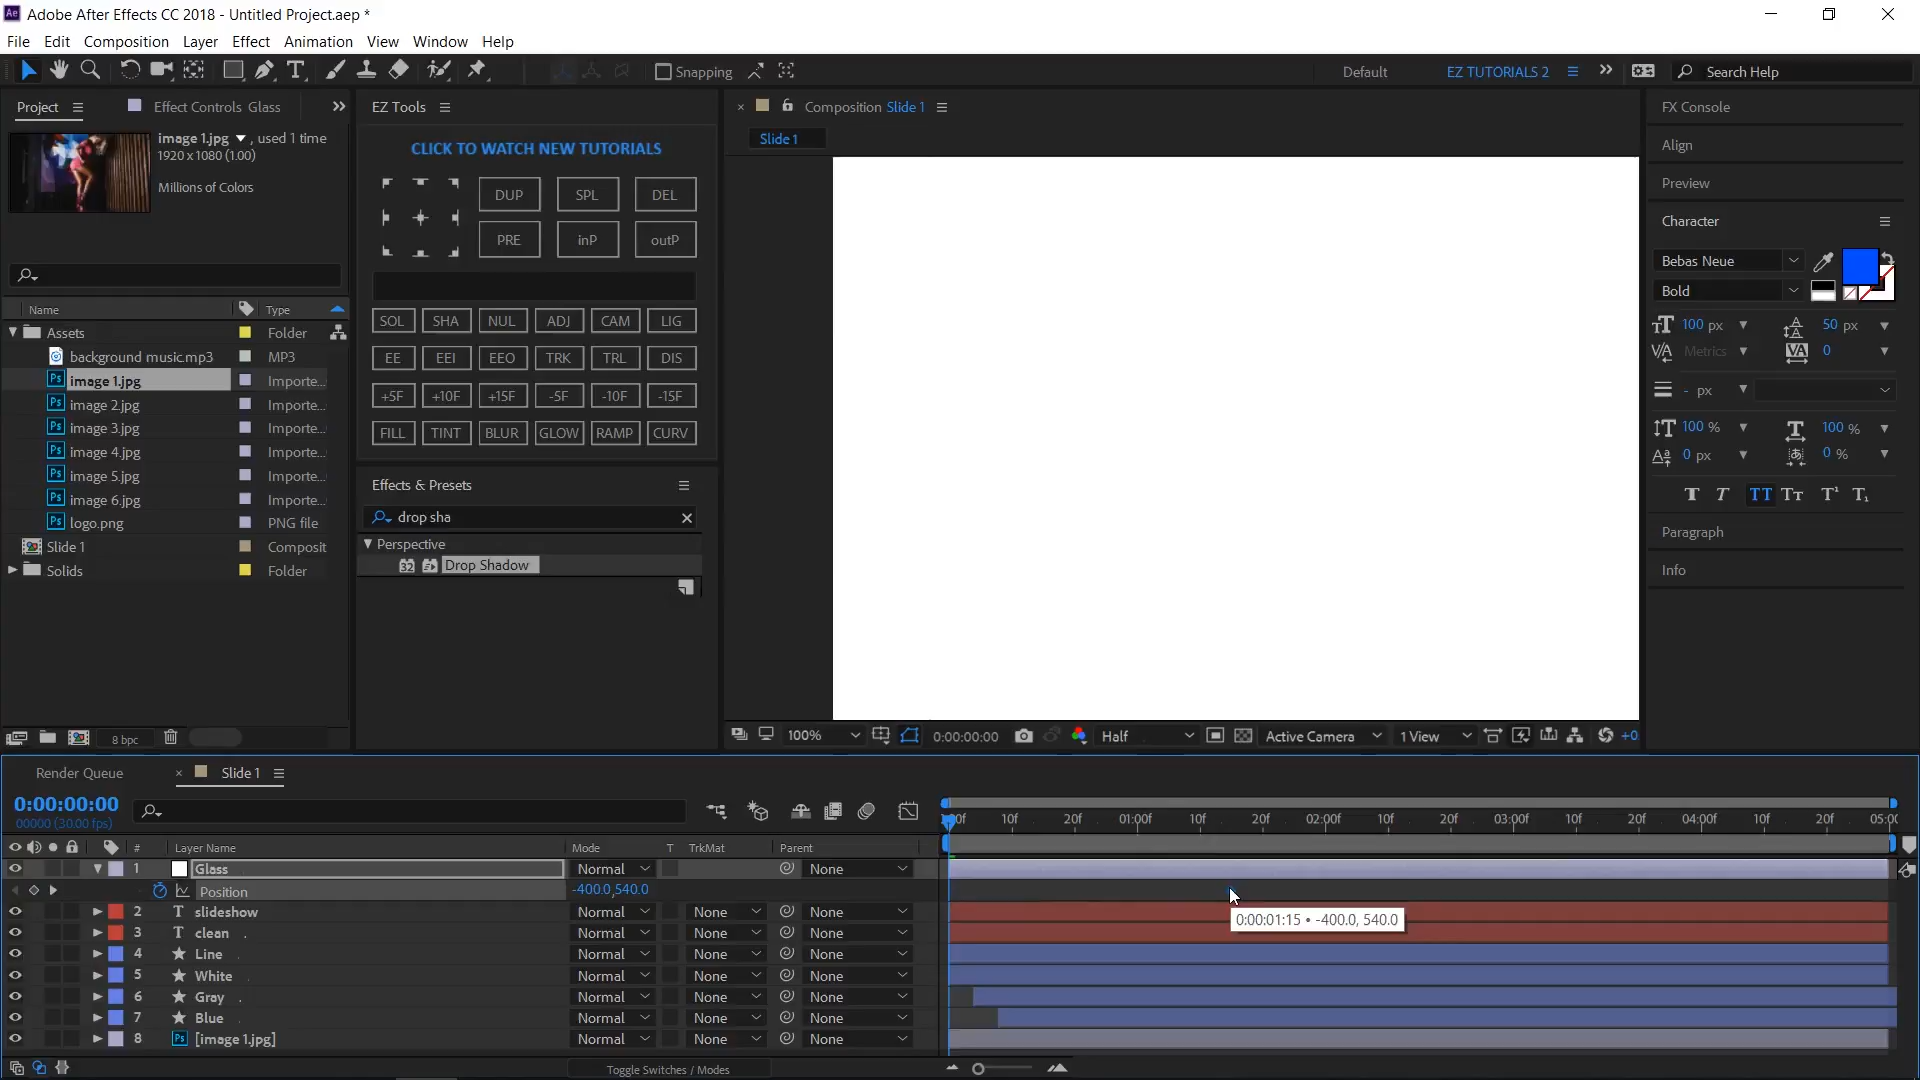 Adobe After Effects CC 2018 - Untitled Project.aep *
File Edit Composition Layer Effect Animation View Window Help
Snapping
Default EZ TUTORIALS 2 Search Help
Project Effect Controls Glass
image 1.jpg , used 1 time
1920 x 1080 (1.00)
Millions of Colors
Name Type
Assets Folder
background music.mp3 MP3
image 1.jpg Importe...
image 2.jpg Importe...
image 3.jpg Importe...
image 4.jpg Importe...
image 5.jpg Importe...
image 6.jpg Importe...
logo.png PNG file
Slide 1 Composit
Solids Folder
8 bpc
EZ Tools
CLICK TO WATCH NEW TUTORIALS
DUP SPL DEL
PRE inP outP
SOL SHA NUL ADJ CAM LIG
EE EEI EEO TRK TRL DIS
+5F +10F +15F -5F -10F -15F
FILL TINT BLUR GLOW RAMP CURV
Effects & Presets
drop sha
Perspective
32 Drop Shadow
Composition Slide 1
Slide 1
100% 0:00:00:00 Half Active Camera 1 View +0
FX Console
Align
Preview
Character
Bebas Neue
Bold
100 px 50 px
Metrics 0
- px
100 % 100 %
0 px 0 %
Paragraph
Info
Render Queue Slide 1
0:00:00:00
00000 (30.00 fps)
10f 20f 01:00f 10f 20f 02:00f 10f 20f 03:00f 10f 20f 04:00f 10f 20f 05:0
# Layer Name Mode T TrkMat Parent
1 Glass Normal None
Position -400.0,540.0
0:00:01:15 • -400.0, 540.0
2 T slideshow Normal None None
3 T clean Normal None None
4 Line Normal None None
5 White Normal None None
6 Gray Normal None None
7 Blue Normal None None
8 [image 1.jpg] Normal None None
Toggle Switches / Modes